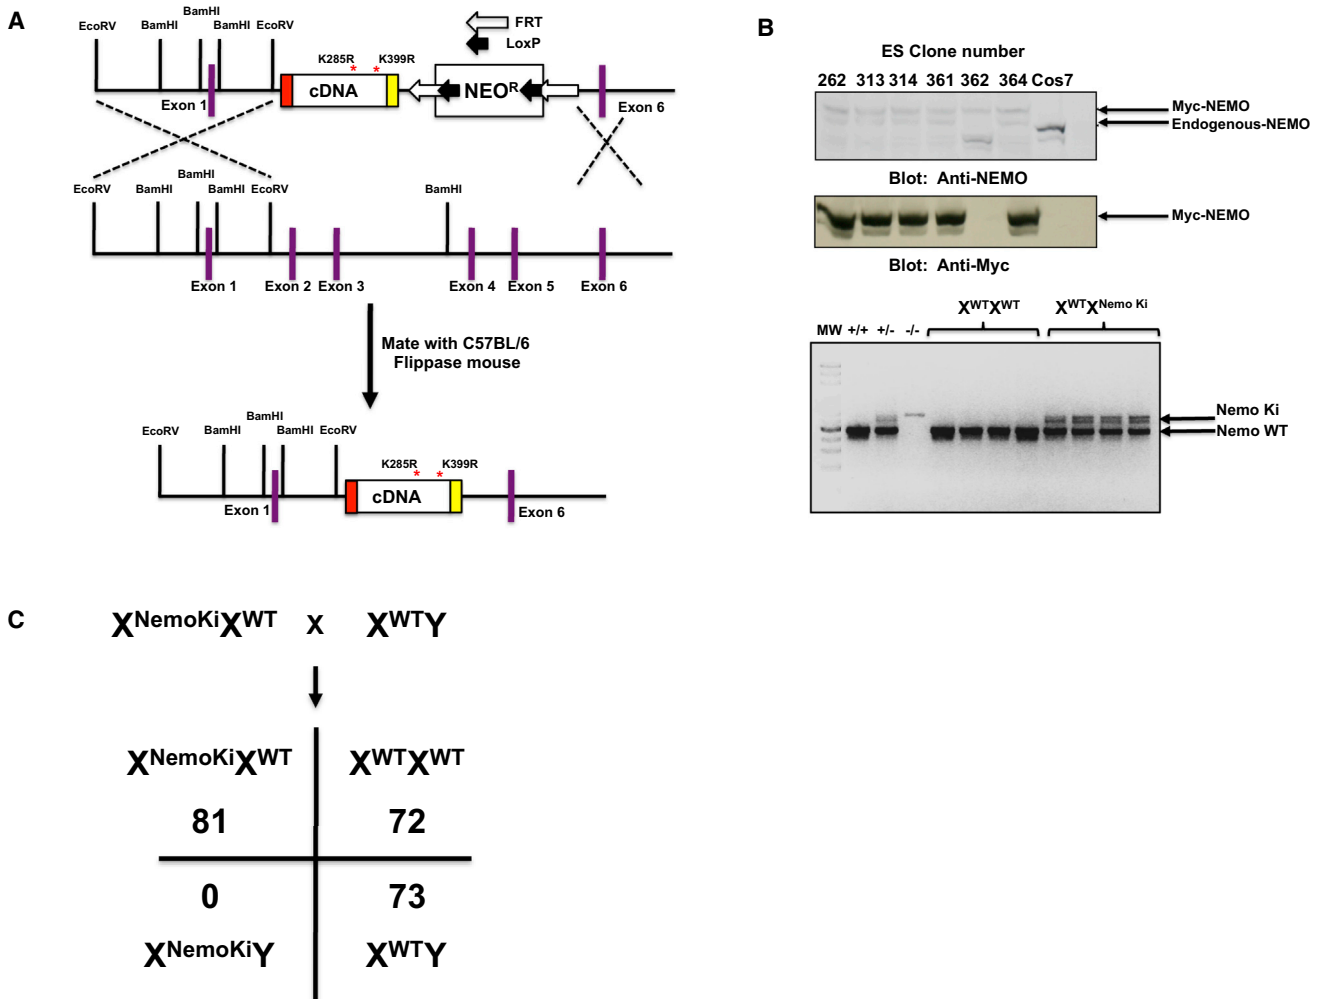 A
BamHI
EcoRV BamHI BamHI EcoRV
FRT
LoxP
K285R K399R
* *
cDNA
NEOR
Exon 1
Exon 6
BamHI
EcoRV BamHI BamHI EcoRV BamHI
Exon 1 Exon 2 Exon 3 Exon 4 Exon 5 Exon 6
Mate with C57BL/6
Flippase mouse
BamHI
EcoRV BamHI BamHI EcoRV
K285R K399R
* *
cDNA
Exon 1
Exon 6
B
ES Clone number
262 313 314 361 362 364 Cos7
Myc-NEMO
Endogenous-NEMO
Blot: Anti-NEMO
Myc-NEMO
Blot: Anti-Myc
XWTXWT XWTXNemo Ki
MW +/+ +/- -/-
Nemo Ki
Nemo WT
C
XNemoKiXWT X XWTY
XNemoKiXWT XWTXWT
81 72
0 73
XNemoKiY XWTY